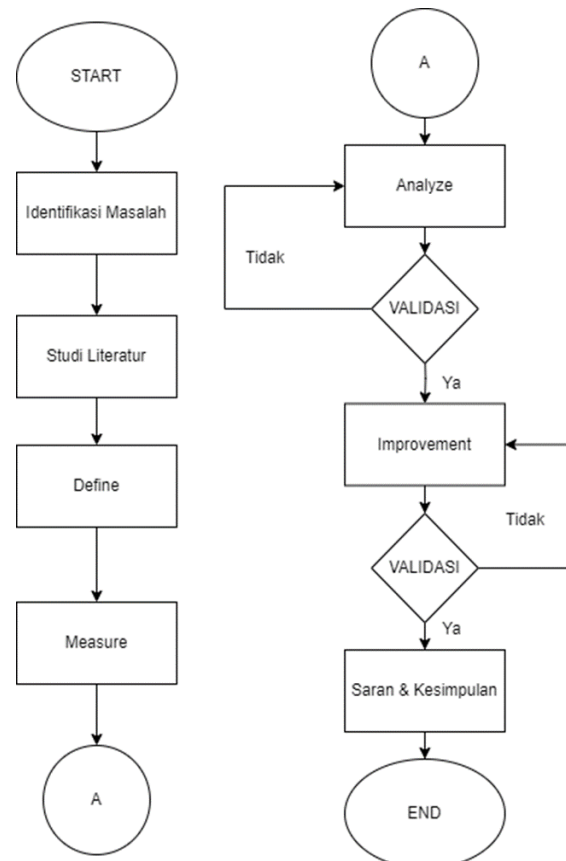 START
Identifikasi Masalah
Studi Literatur
Define
Measure
A
A
Analyze
Tidak
VALIDASI
Ya
Improvement
Tidak
VALIDASI
Ya
Saran & Kesimpulan
END